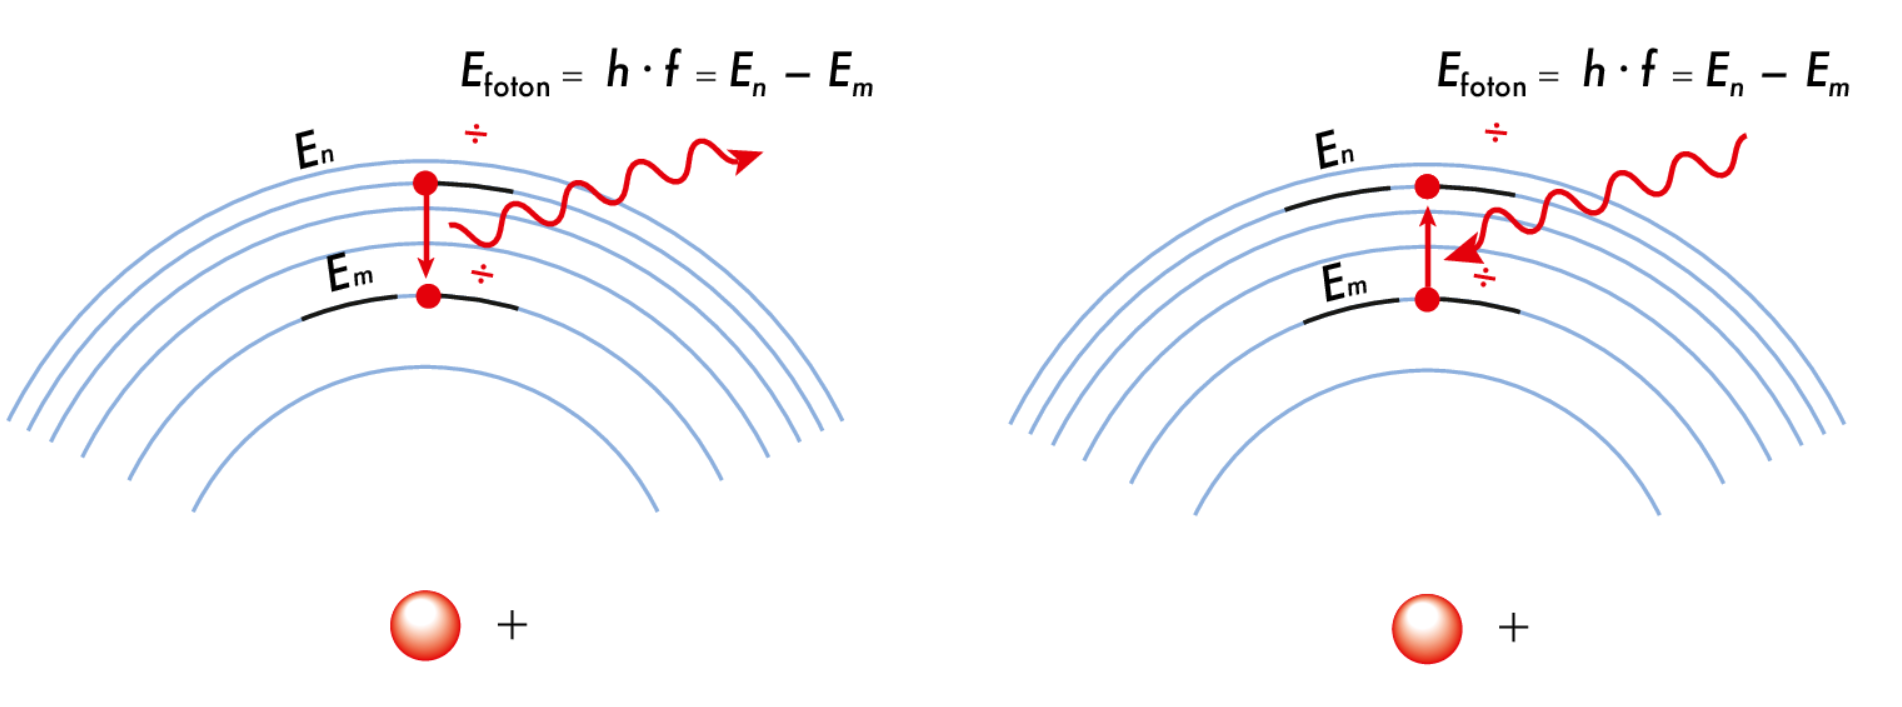 E_foton = h · f = E_n – E_m
÷
E_n
÷
E_m
+
E_foton = h · f = E_n – E_m
÷
E_n
÷
E_m
+